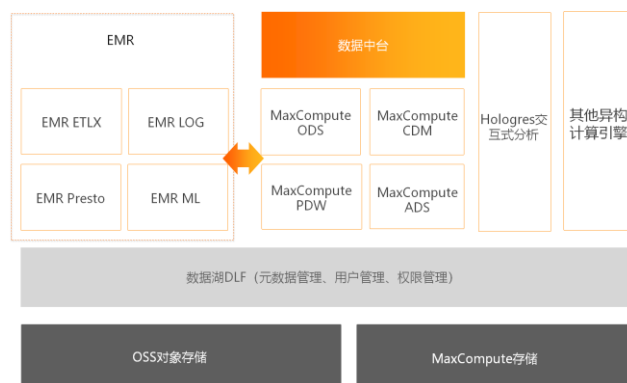 EMR
数据中台
EMR ETLX
EMR LOG
MaxCompute
ODS
MaxCompute
CDM
Hologres交
互式分析
其他异构
计算引擎
EMR Presto
EMR ML
MaxCompute
PDW
MaxCompute
ADS
数据湖DLF（元数据管理、用户管理、权限管理）
OSS对象存储
MaxCompute存储